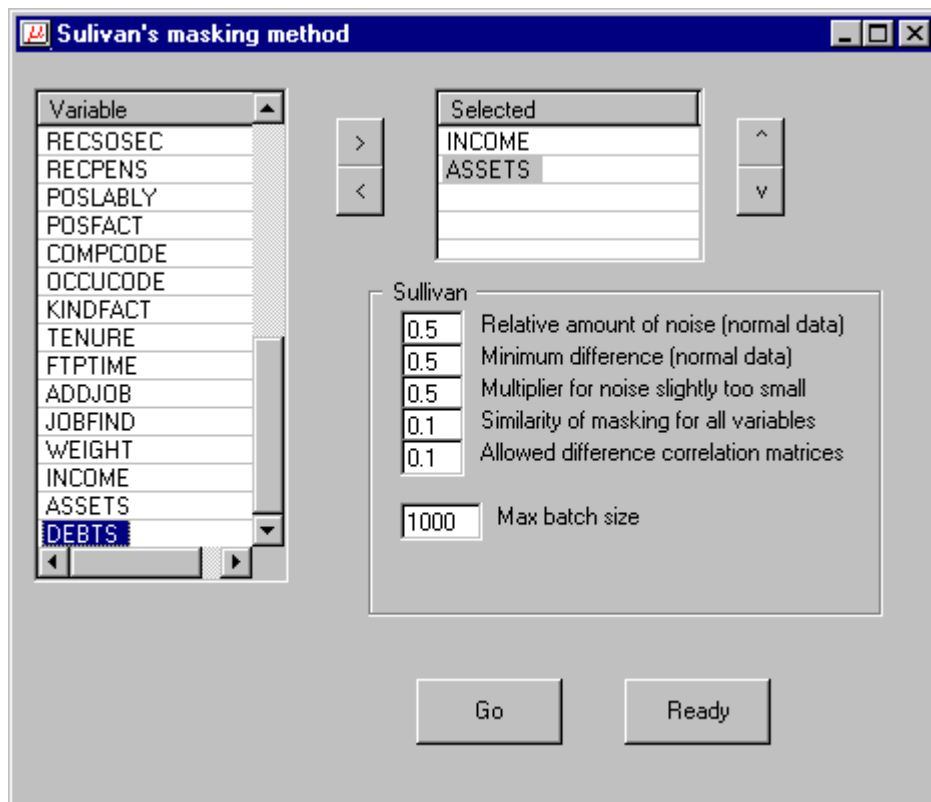 μ Sulivan's masking method
Variable
RECSOSEC
RECPENS
POSLABLY
POSFACT
COMPCODE
OCCUCODE
KINDFACT
TENURE
FTPTIME
ADDJOB
JOBFIND
WEIGHT
INCOME
ASSETS
DEBTS
>
<
Selected
INCOME
ASSETS
^
v
Sullivan
0.5 Relative amount of noise (normal data)
0.5 Minimum difference (normal data)
0.5 Multiplier for noise slightly too small
0.1 Similarity of masking for all variables
0.1 Allowed difference correlation matrices
1000 Max batch size
Go
Ready